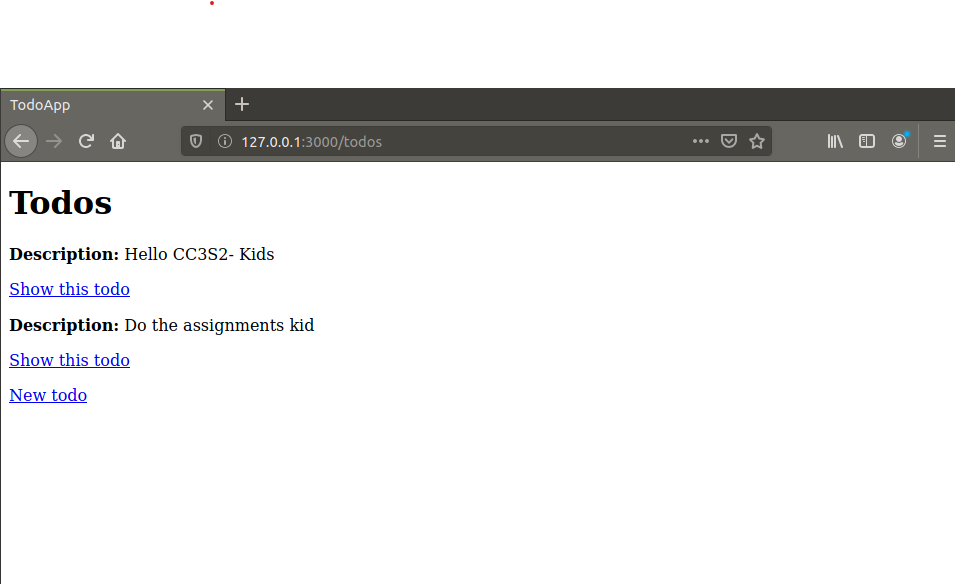 TodoApp
127.0.0.1:3000/todos
Todos
Description: Hello CC3S2- Kids
Show this todo
Description: Do the assignments kid
Show this todo
New todo